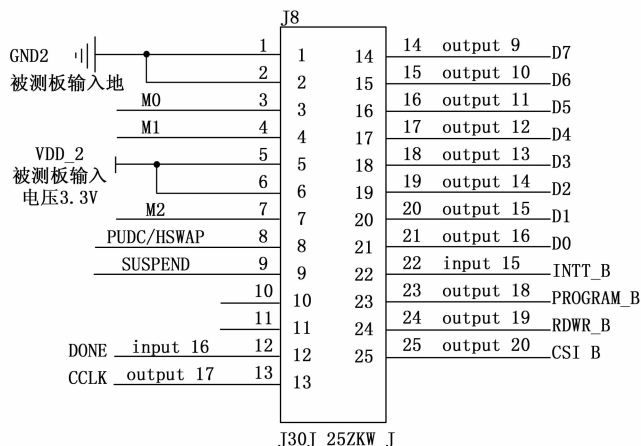 J8
GND2
被测板输入地
1 1
2 2
M0 3 3
M1 4 4
VDD_2
被测板输入
电压3.3V
5 5
6 6
M2 7 7
PUDC/HSWAP 8 8
SUSPEND 9 9
10 10
11 11
DONE input 16 12 12
CCLK output 17 13 13
14 14 output 9 D7
15 15 output 10 D6
16 16 output 11 D5
17 17 output 12 D4
18 18 output 13 D3
19 19 output 14 D2
20 20 output 15 D1
21 21 output 16 D0
22 22 input 15 INTT_B
23 23 output 18 PROGRAM_B
24 24 output 19 RDWR_B
25 25 output 20 CSI B
J30J 25ZKW J